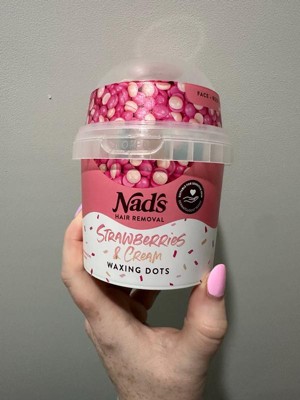 FACE •
Nad's
HAIR REMOVAL
STRAWBERRIES
& CREAM
WAXING DOTS